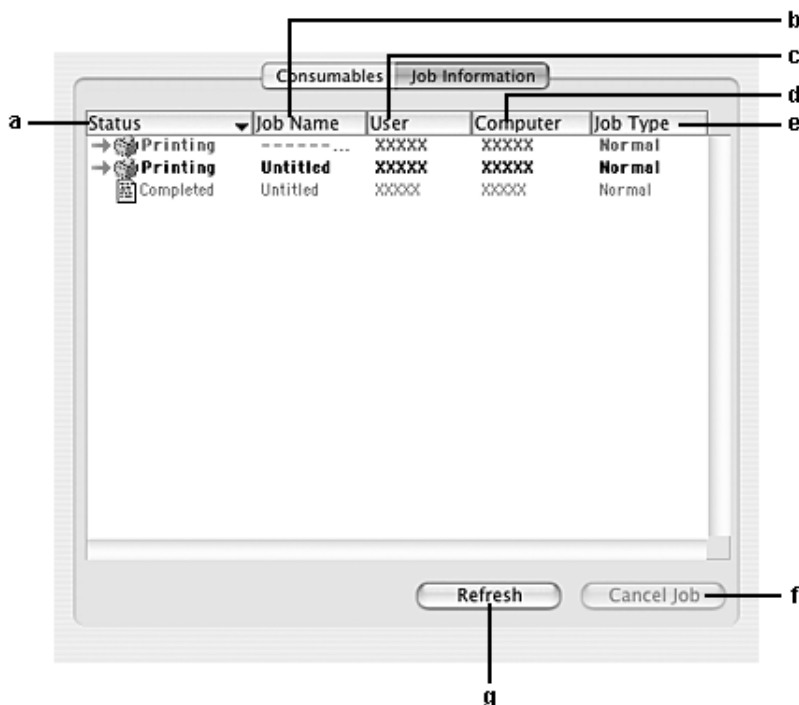 b
c
Consumables Job Information
d
a Status Job Name User Computer Job Type e
Printing ------... XXXXX XXXXX Normal
Printing Untitled XXXXX XXXXX Normal
Completed Untitled XXXXX XXXXX Normal
Refresh Cancel Job f
g